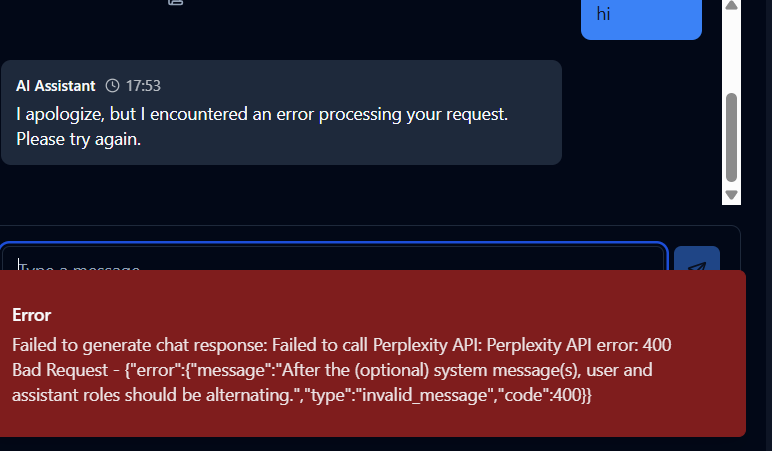 hi
AI Assistant 17:53
I apologize, but I encountered an error processing your request.
Please try again.
Type a message
Error
Failed to generate chat response: Failed to call Perplexity API: Perplexity API error: 400
Bad Request - {"error":{"message":"After the (optional) system message(s), user and
assistant roles should be alternating.","type":"invalid_message","code":400}}